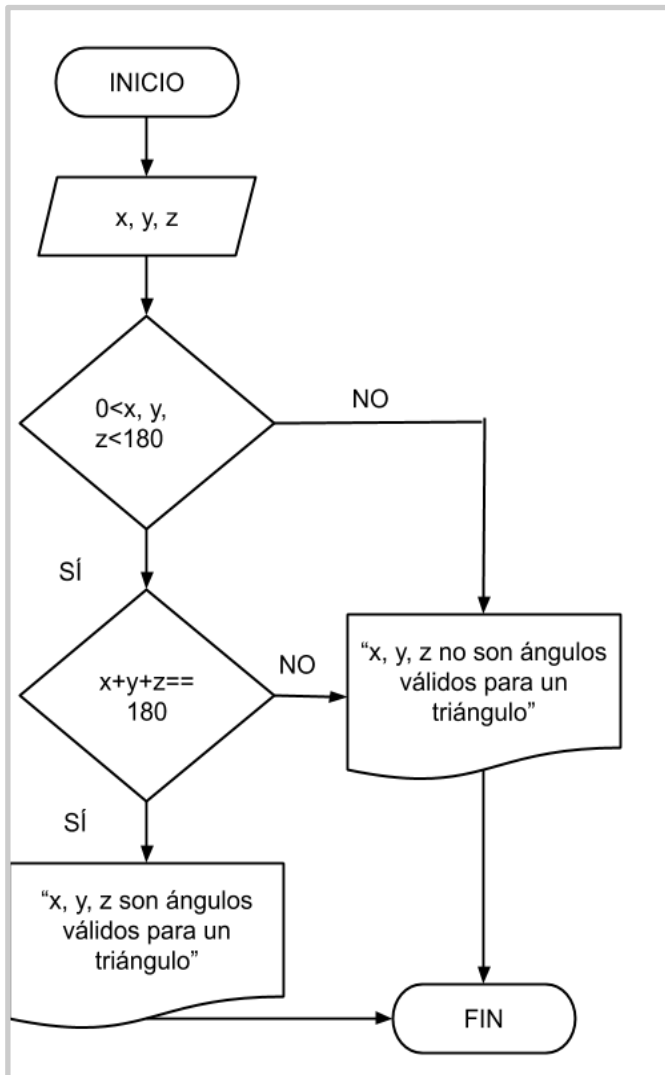 INICIO
x, y, z
0<x, y,
z<180
NO
SÍ
x+y+z==
180
NO
“x, y, z no son ángulos
válidos para un
triángulo”
SÍ
“x, y, z son ángulos
válidos para un
triángulo”
FIN